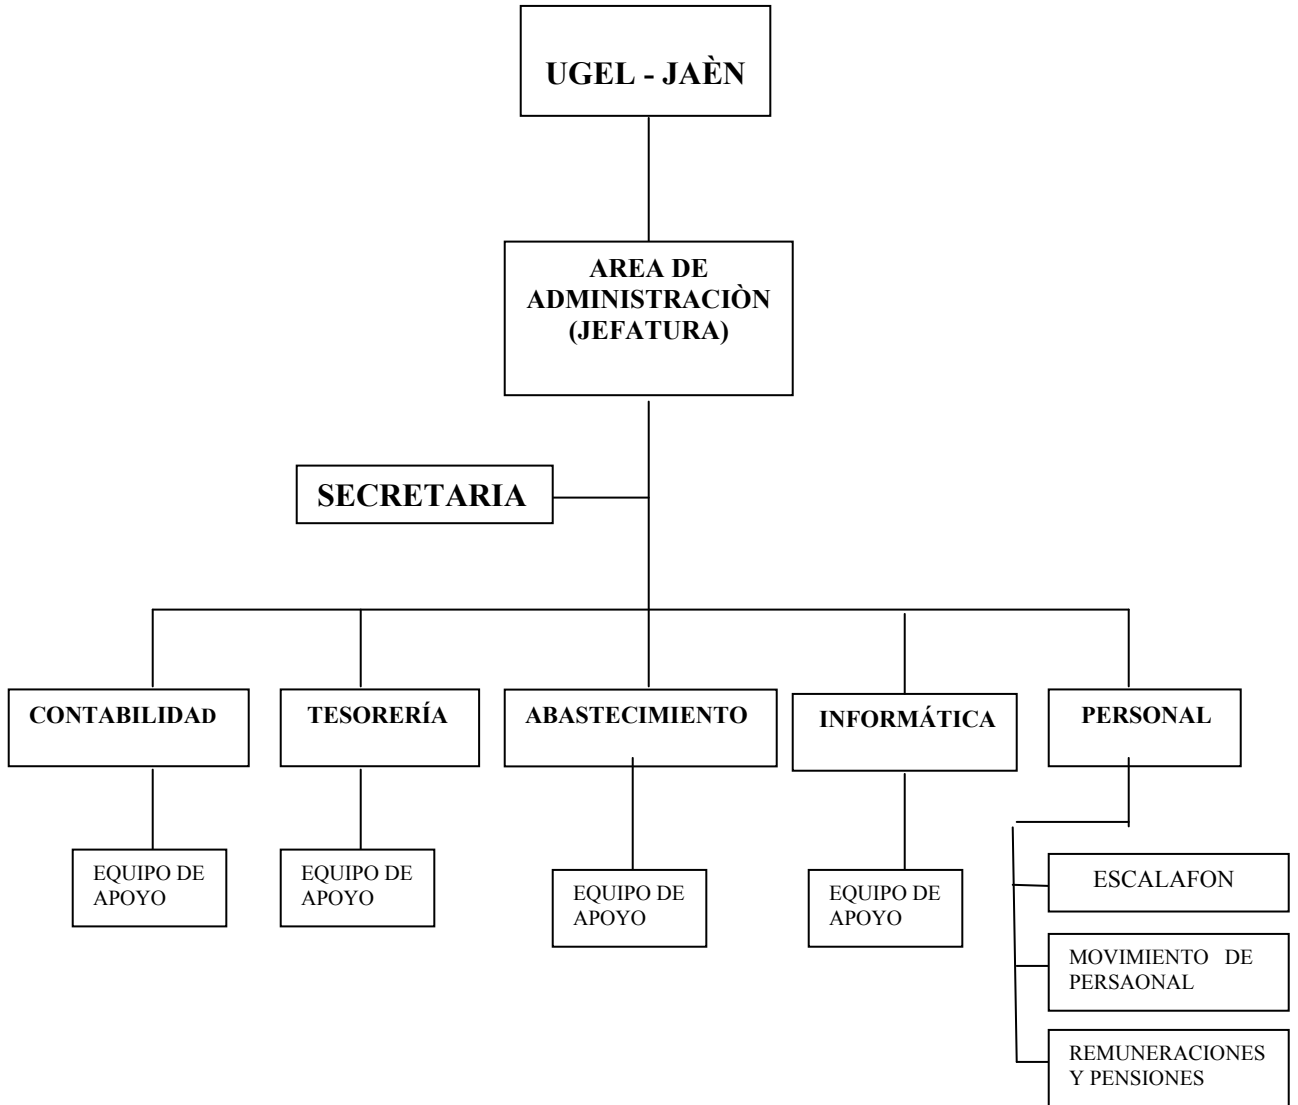 UGEL - JAÈN
AREA DE
ADMINISTRACIÒN
(JEFATURA)
SECRETARIA
CONTABILIDAD
TESORERÍA
ABASTECIMIENTO
INFORMÁTICA
PERSONAL
EQUIPO DE
APOYO
EQUIPO DE
APOYO
EQUIPO DE
APOYO
EQUIPO DE
APOYO
ESCALAFON
MOVIMIENTO DE
PERSAONAL
REMUNERACIONES
Y PENSIONES